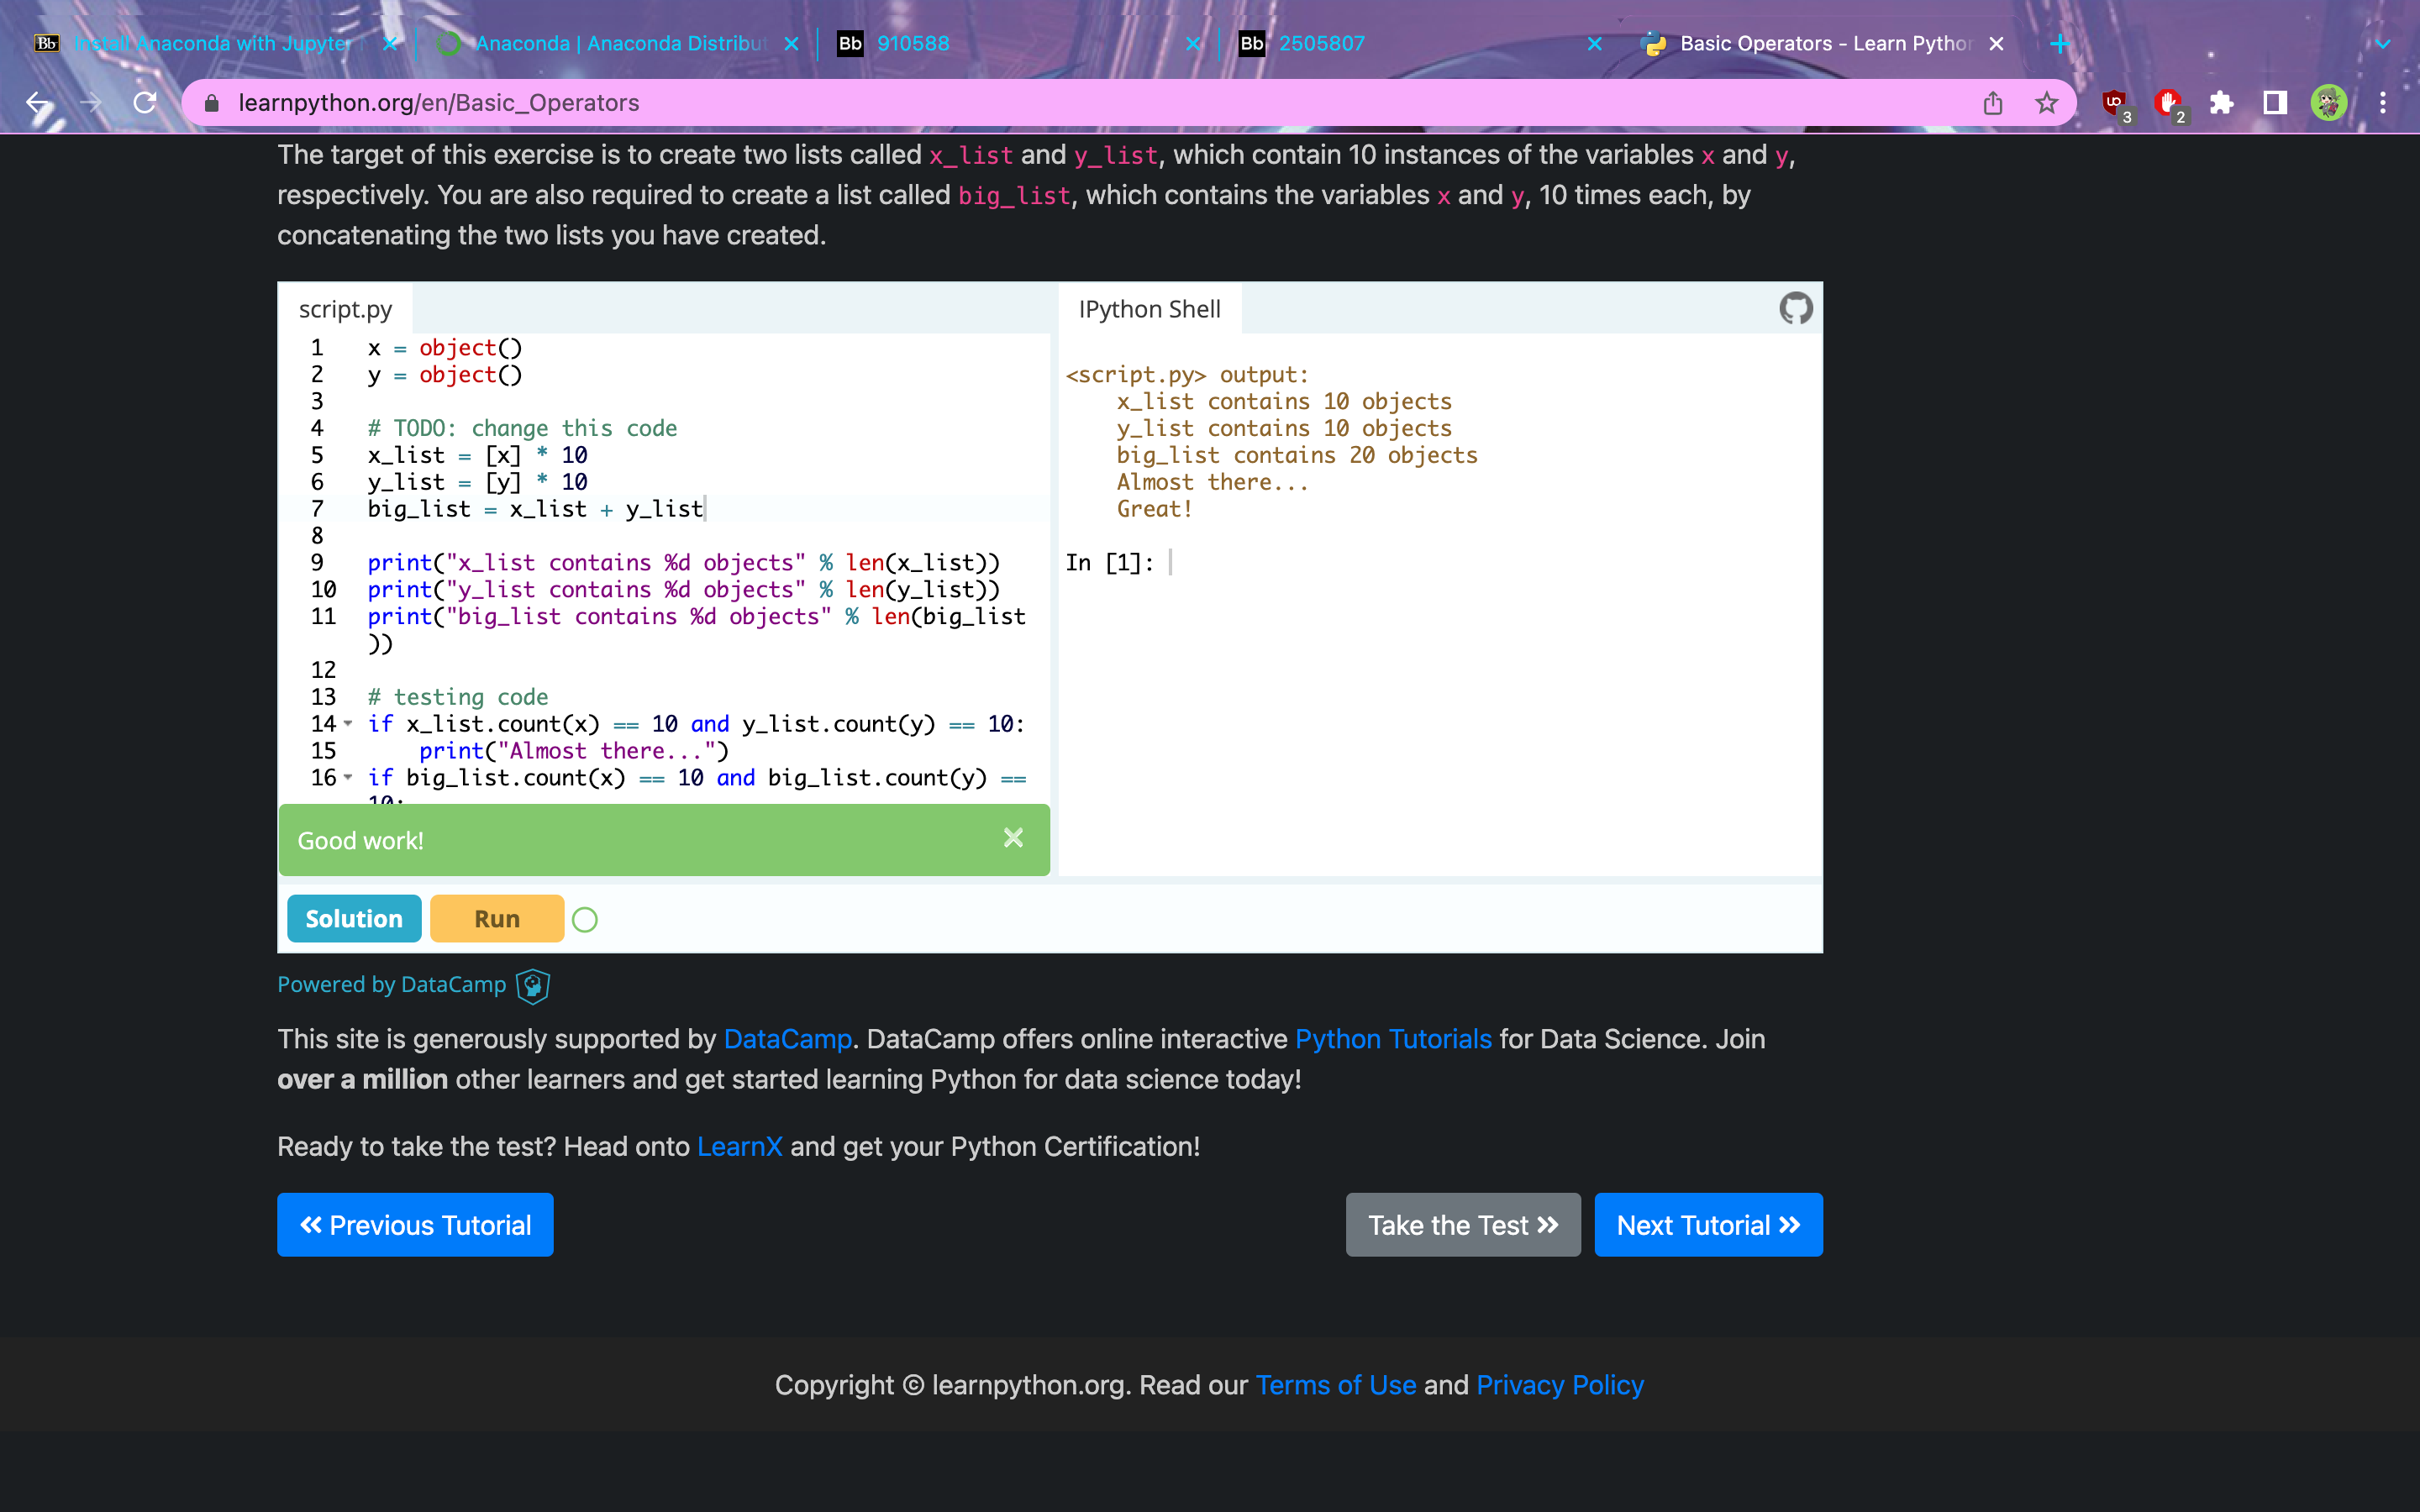 Bb Install Anaconda with Jupyter
Anaconda | Anaconda Distribut
Bb 910588
Bb 2505807
Basic Operators - Learn Python
learnpython.org/en/Basic_Operators
3
2
The target of this exercise is to create two lists called x_list and y_list, which contain 10 instances of the variables x and y,
respectively. You are also required to create a list called big_list, which contains the variables x and y, 10 times each, by
concatenating the two lists you have created.
script.py
1 x = object()
2 y = object()
3
4 # TODO: change this code
5 x_list = [x] * 10
6 y_list = [y] * 10
7 big_list = x_list + y_list
8
9 print("x_list contains %d objects" % len(x_list))
10 print("y_list contains %d objects" % len(y_list))
11 print("big_list contains %d objects" % len(big_list
))
12
13 # testing code
14 if x_list.count(x) == 10 and y_list.count(y) == 10:
15 print("Almost there...")
16 if big_list.count(x) == 10 and big_list.count(y) ==
10:
Good work!
Solution
Run
IPython Shell
<script.py> output:
x_list contains 10 objects
y_list contains 10 objects
big_list contains 20 objects
Almost there...
Great!
In [1]:
Powered by DataCamp
This site is generously supported by DataCamp. DataCamp offers online interactive Python Tutorials for Data Science. Join
over a million other learners and get started learning Python for data science today!
Ready to take the test? Head onto LearnX and get your Python Certification!
Previous Tutorial
Take the Test
Next Tutorial
Copyright © learnpython.org. Read our Terms of Use and Privacy Policy